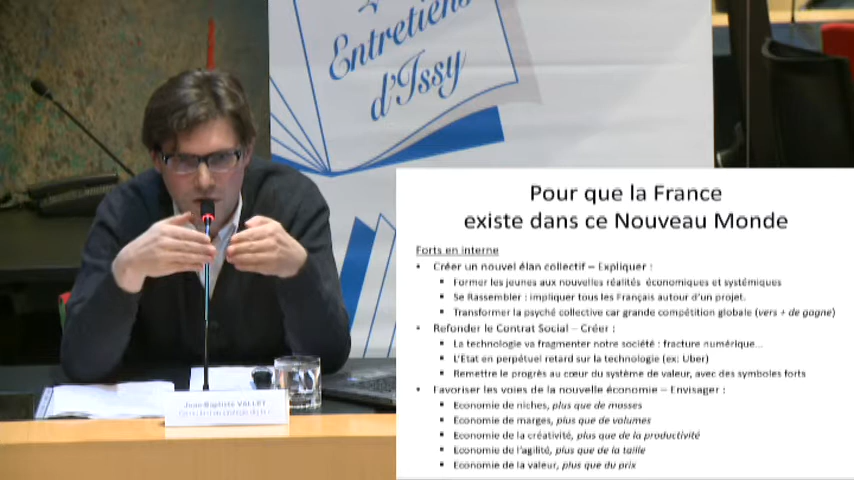 Entretiens
d'Issy
Jean-Baptiste VALLET
Pour que la France
existe dans ce Nouveau Monde
Forts en interne
• Créer un nouvel élan collectif – Expliquer :
▪ Former les jeunes aux nouvelles réalités économiques et systémiques
▪ Se Rassembler : impliquer tous les Français autour d'un projet.
▪ Transformer la psyché collective car grande compétition globale (vers + de gagne)
• Refonder le Contrat Social – Créer :
▪ La technologie va fragmenter notre société : fracture numérique...
▪ L'Etat en perpétuel retard sur la technologie (ex: Uber)
▪ Remettre le progrès au cœur du système de valeur, avec des symboles forts
• Favoriser les voies de la nouvelle économie – Envisager :
▪ Economie de niches, plus que de masses
▪ Economie de marges, plus que de volumes
▪ Economie de la créativité, plus que de la productivité
▪ Economie de l'agilité, plus que de la taille
▪ Economie de la valeur, plus que du prix